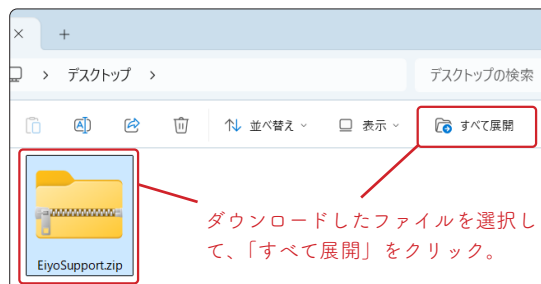 デスクトップ
デスクトップの検索
並べ替え
表示
すべて展開
ダウンロードしたファイルを選択し
て、「すべて展開」をクリック。
EiyoSupport.zip